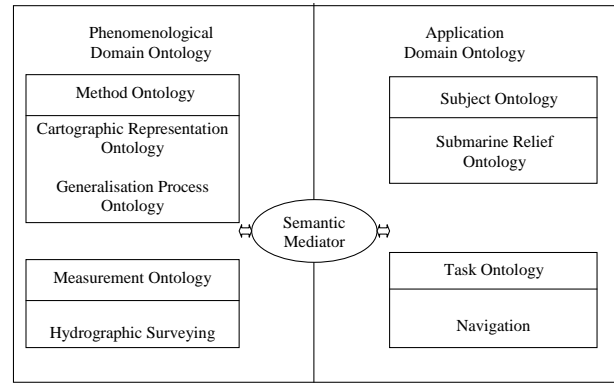 Phenomenological
Domain Ontology
Method Ontology
Cartographic Representation
Ontology
Generalisation Process
Ontology
Measurement Ontology
Hydrographic Surveying
Semantic
Mediator
Application
Domain Ontology
Subject Ontology
Submarine Relief
Ontology
Task Ontology
Navigation